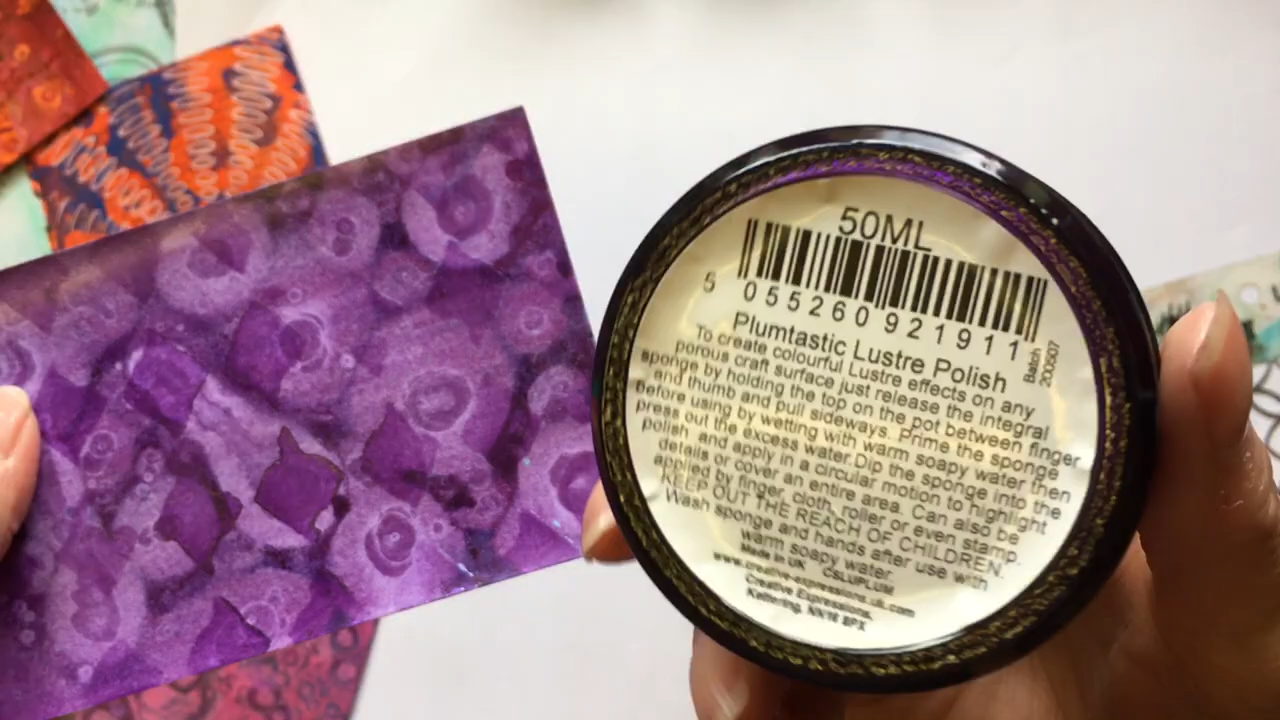 50ML
5 055260 921911
Plumtastic Lustre Polish
Batch
200507
To create colourful Lustre effects on any
porous craft surface just release the integral
sponge by holding the top on the pot between finger
and thumb and pull sideways. Prime the sponge
before using by wetting with warm soapy water then
press out the excess water.Dip the sponge into the
polish and apply in a circular motion to highlight
details or cover an entire area. Can also be
applied by finger, cloth, roller or even stamp.
KEEP OUT THE REACH OF CHILDREN.
Wash sponge and hands after use with
warm soapy water.
Made in UK CSLUPLUM
www.creative-expressions.uk.com
Creative Expressions,
Kettering, NN16 8PX